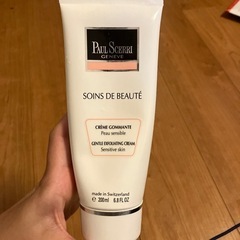 PAUL SCERRI
GENEVE
SOINS DE BEAUTÉ
CRÈME GOMMANTE
Peau sensible
GENTLE EXFOLIATING CREAM
Sensitive skin
made in Switzerland
e 200ml 6.8 FL.OZ